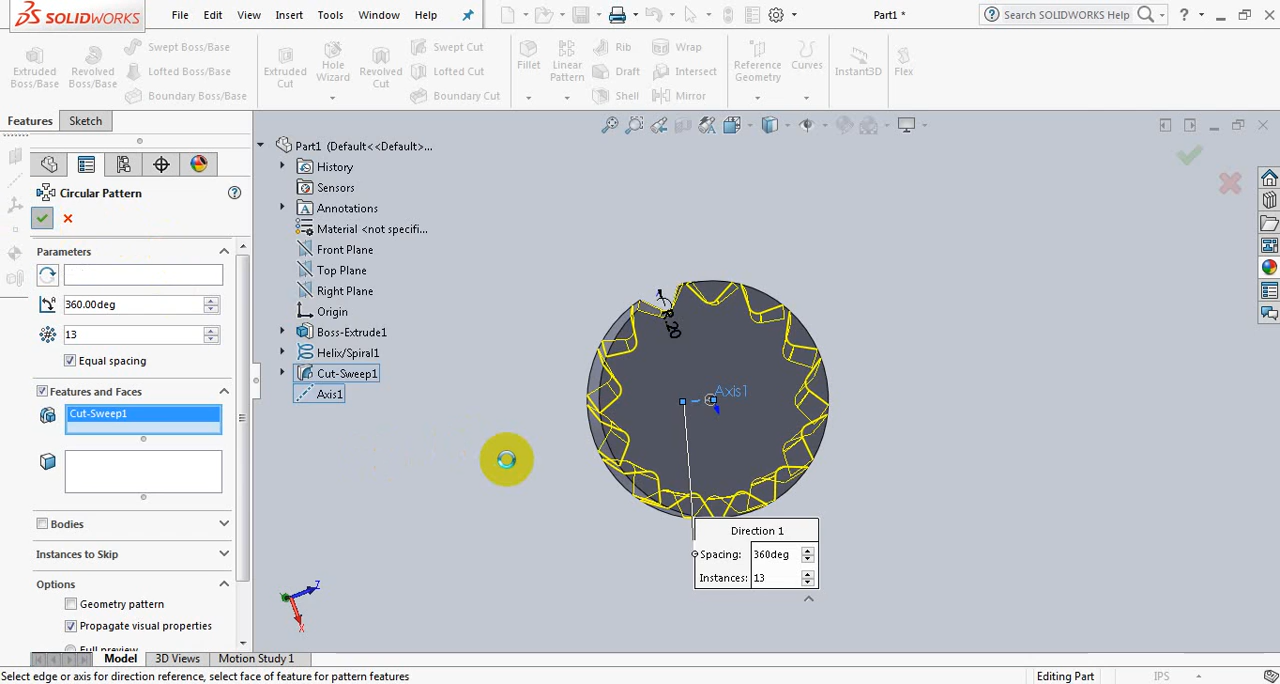 SOLIDWORKS
File Edit View Insert Tools Window Help
Part1 *
Search SOLIDWORKS Help
Extruded Boss/Base
Revolved Boss/Base
Swept Boss/Base
Lofted Boss/Base
Boundary Boss/Base
Extruded Cut
Hole Wizard
Revolved Cut
Swept Cut
Lofted Cut
Boundary Cut
Fillet
Linear Pattern
Rib
Draft
Shell
Wrap
Intersect
Mirror
Reference Geometry
Curves
Instant3D
Flex
Features Sketch
Circular Pattern
Parameters
360.00deg
13
Equal spacing
Features and Faces
Cut-Sweep1
Bodies
Instances to Skip
Options
Geometry pattern
Propagate visual properties
Part1 (Default<<Default>...
History
Sensors
Annotations
Material <not specifi...
Front Plane
Top Plane
Right Plane
Origin
Boss-Extrude1
Helix/Spiral1
Cut-Sweep1
Axis1
Axis1
Direction 1
Spacing: 360deg
Instances: 13
Z
X
Model 3D Views Motion Study 1
Select edge or axis for direction reference, select face of feature for pattern features
Editing Part
IPS